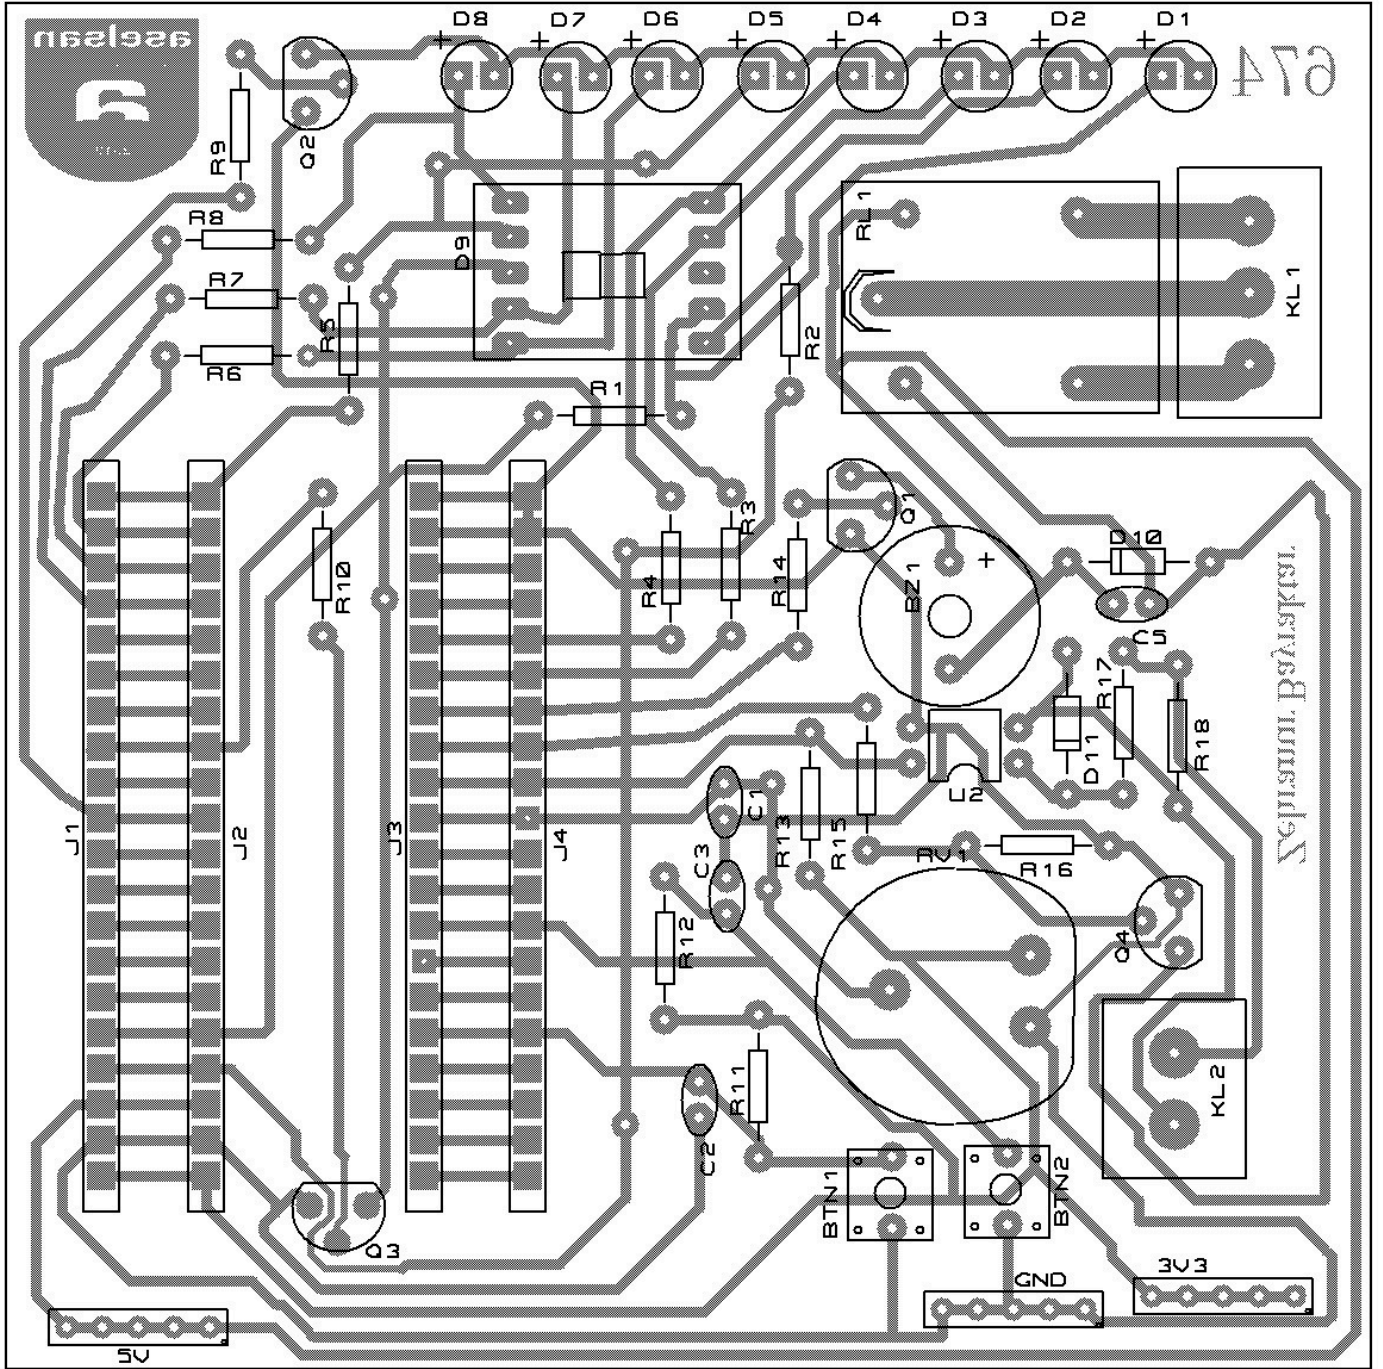 D8 D7 D6 D5 D4 D3 D2 D1
aselsan
674
+ + + + + + + +
R9
Q2
R8
RL1
D9
R7
KL1
R5
R2
R6
R1
Q1
R3
D10
R10
R4
R14
BZ1
+
C5
R17
R18
D11
U2
C1
J1
J2
J3
J4
R13
R15
RV1
C3
R16
R12
Q4
Zeptamir Bayraktar
R11
KL2
C2
BTN1
BTN2
Q3
GND
3V3
5V